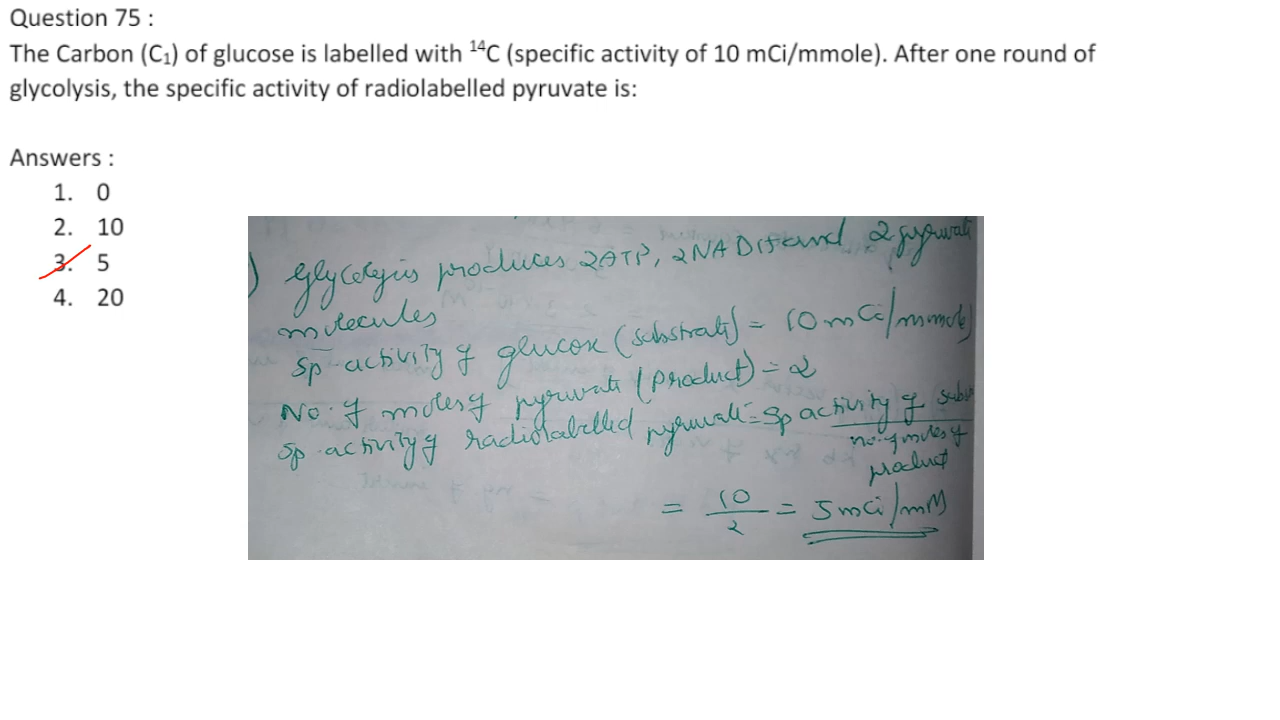 Question 75 :
The Carbon (C₁) of glucose is labelled with ¹⁴C (specific activity of 10 mCi/mmole). After one round of
glycolysis, the specific activity of radiolabelled pyruvate is:
Answers :
1. 0
2. 10
3. 5
4. 20
) Glycolysis produces 2ATP, 2NADH and 2 pyruvate
molecules
Sp activity of glucose (substrate) = 10 mCi/mmole)
No. of moles of pyruvate (product) = 2
Sp. activity of radiolabelled pyruvate = Sp activity of subs
no. of moles of
product
= 10/2 = 5 mCi/mM